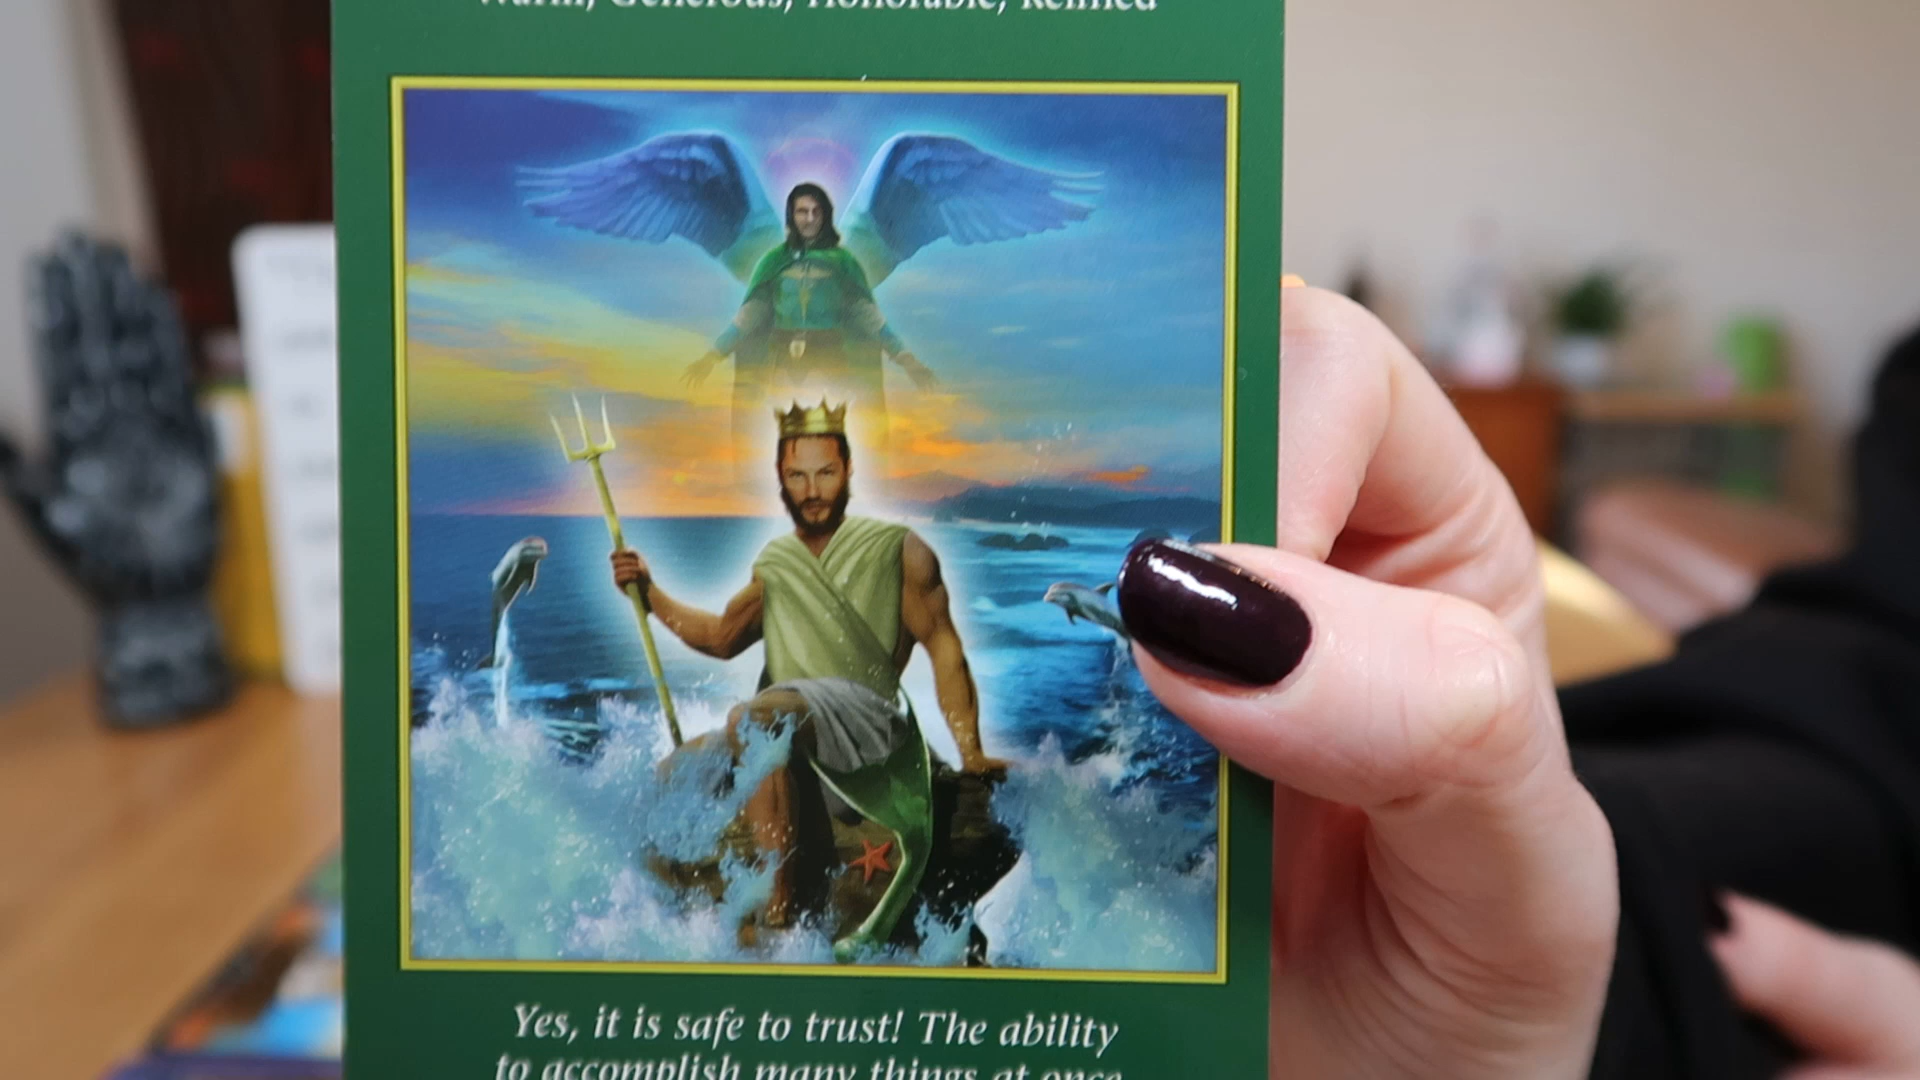 Warm, Generous, Honorable, Refined
Yes, it is safe to trust! The ability
to accomplish many things at once